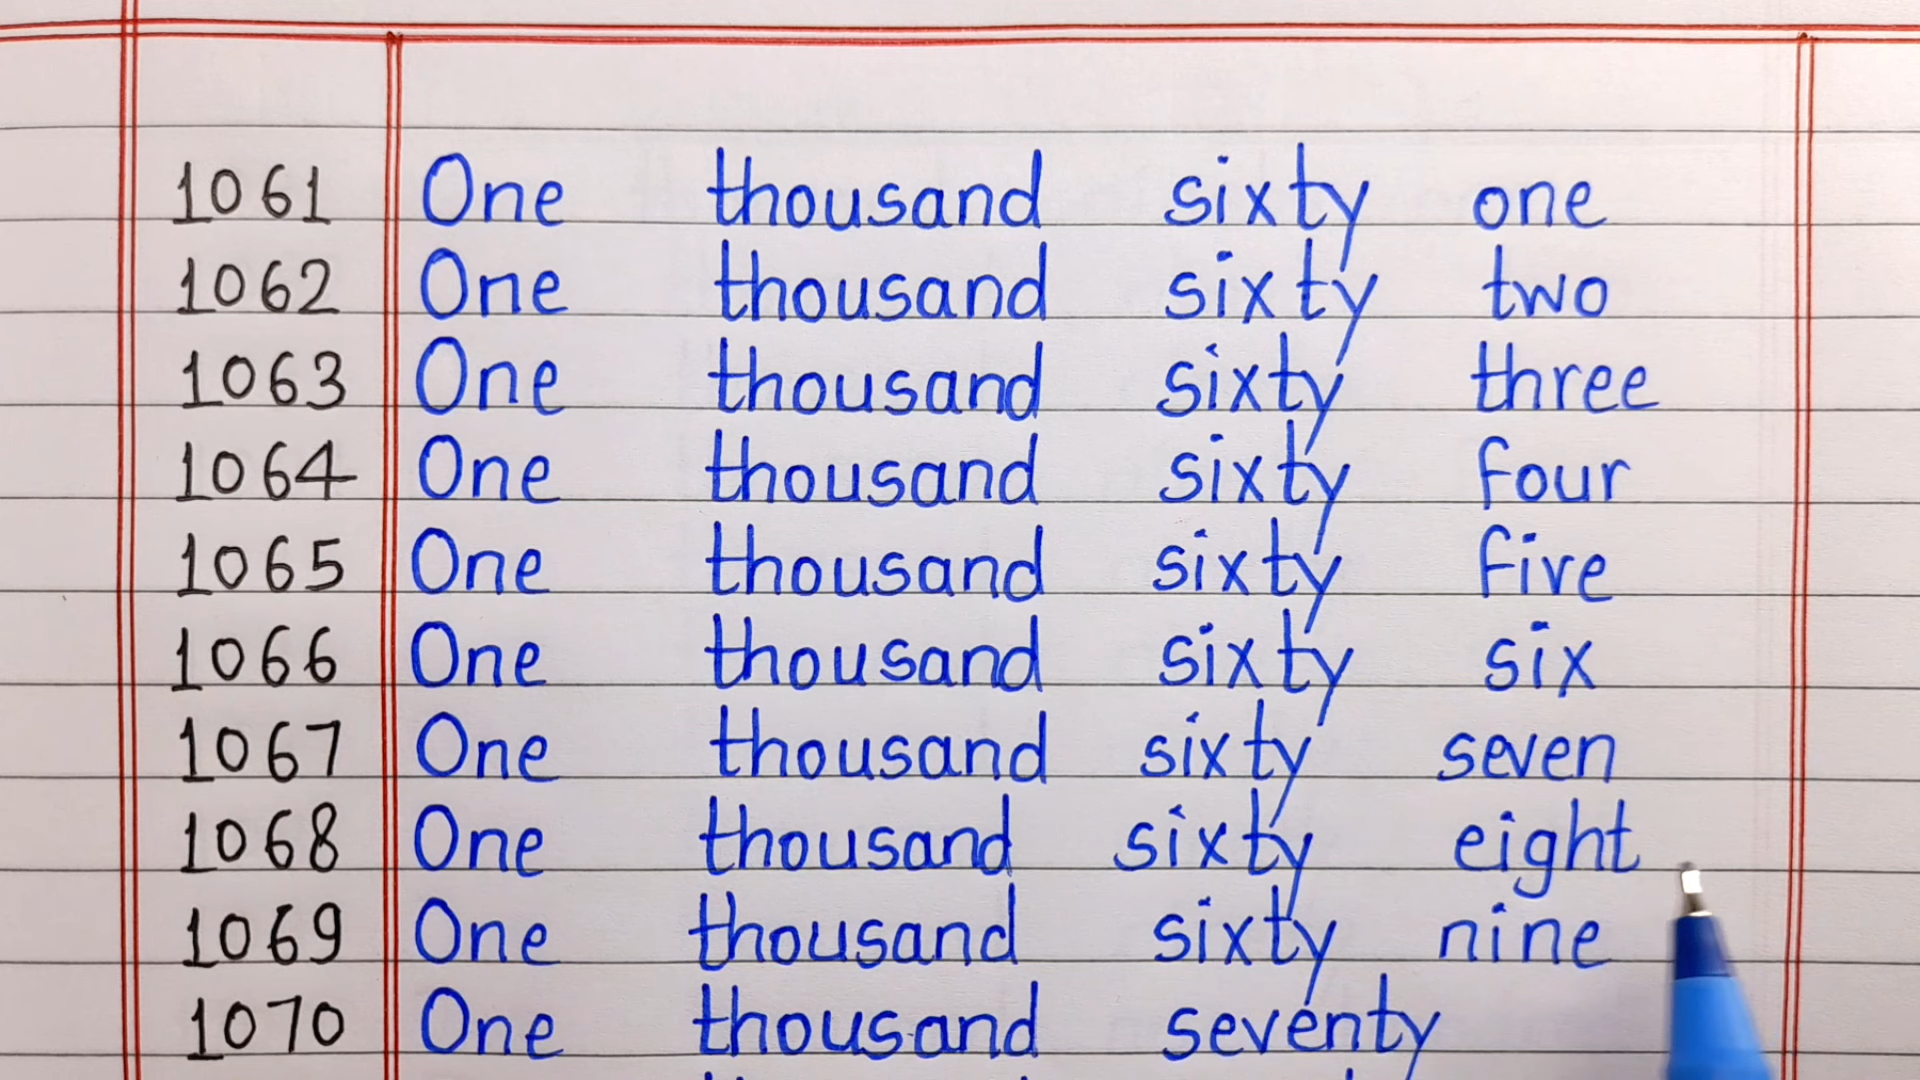 1061 One thousand sixty one
1062 One thousand sixty two
1063 One thousand sixty three
1064 One thousand sixty four
1065 One thousand sixty five
1066 One thousand sixty six
1067 One thousand sixty seven
1068 One thousand sixty eight
1069 One thousand sixty nine
1070 One thousand seventy